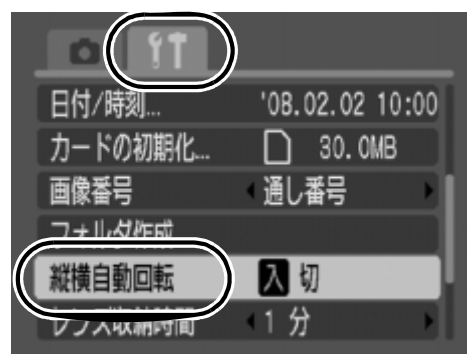 日付/時刻... '08.02.02 10:00
カードの初期化... 30.0MB
画像番号 通し番号
フォルダ作成
縦横自動回転 入 切
レンズ収納時間 1分